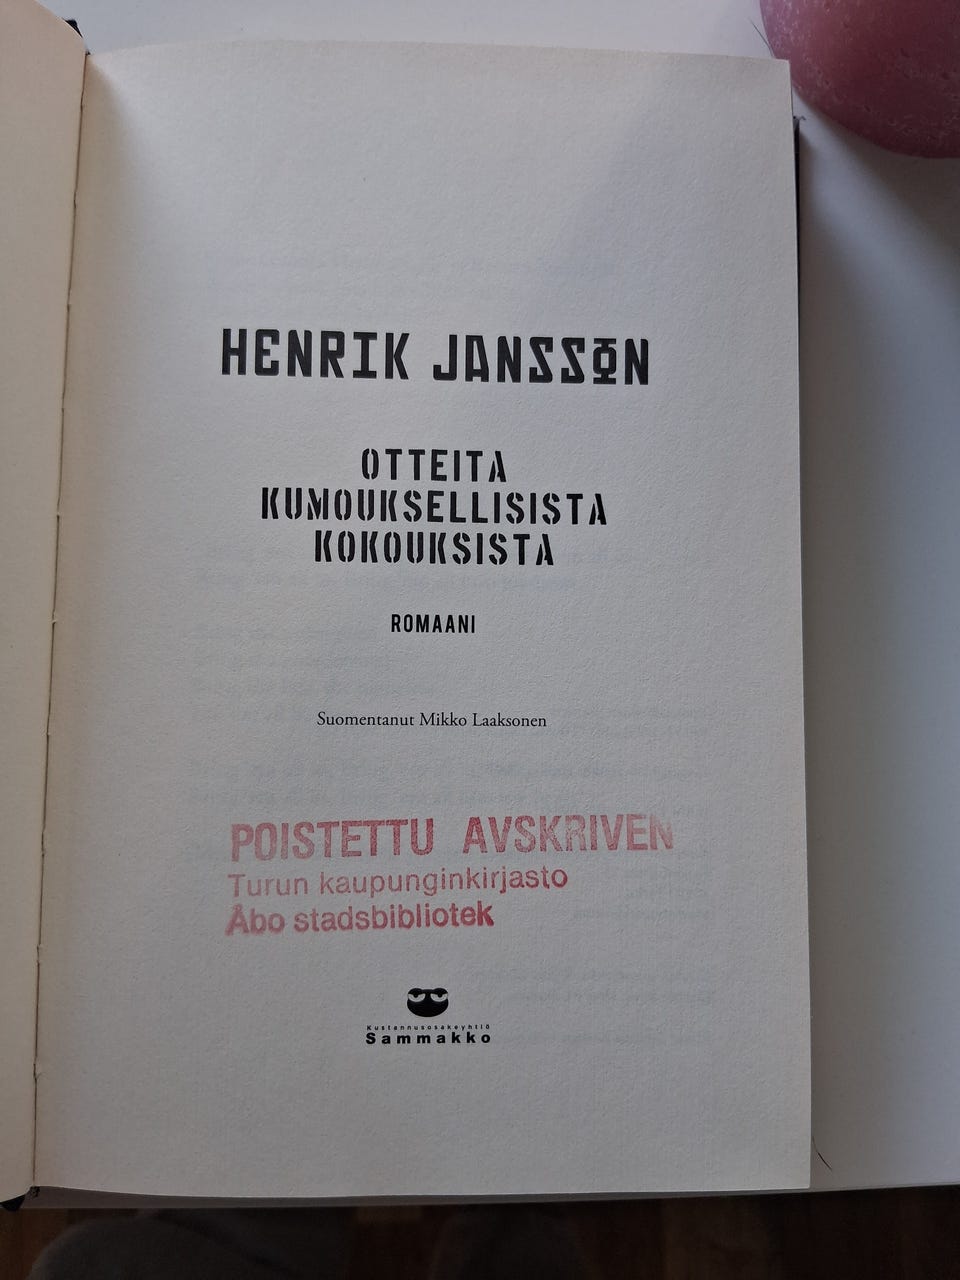 HENRIK JANSSON
OTTEITA
KUMOUKSELLISISTA
KOKOUKSISTA
ROMAANI
Suomentanut Mikko Laaksonen
POISTETTU AVSKRIVEN
Turun kaupunginkirjasto
Åbo stadsbibliotek
Kustannusosakeyhtiö
Sammakko